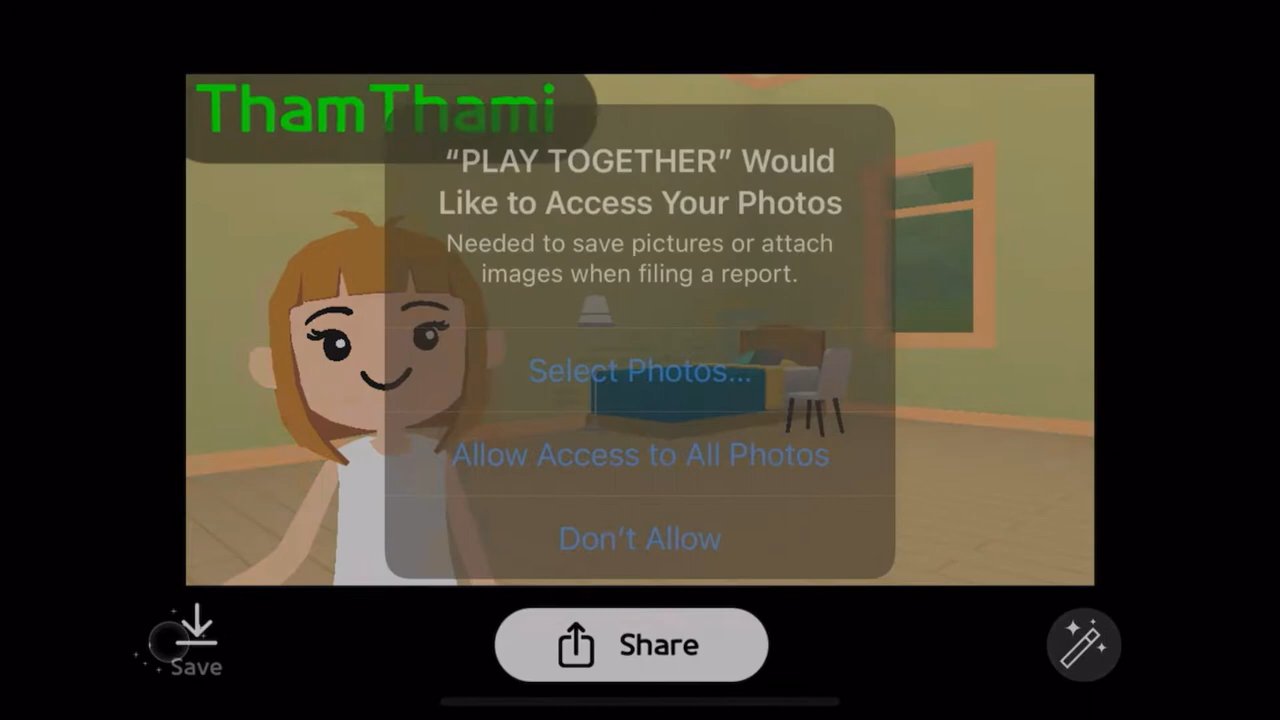 ThamThami
“PLAY TOGETHER” Would
Like to Access Your Photos
Needed to save pictures or attach
images when filing a report.
Select Photos...
Allow Access to All Photos
Don’t Allow
Save
Share